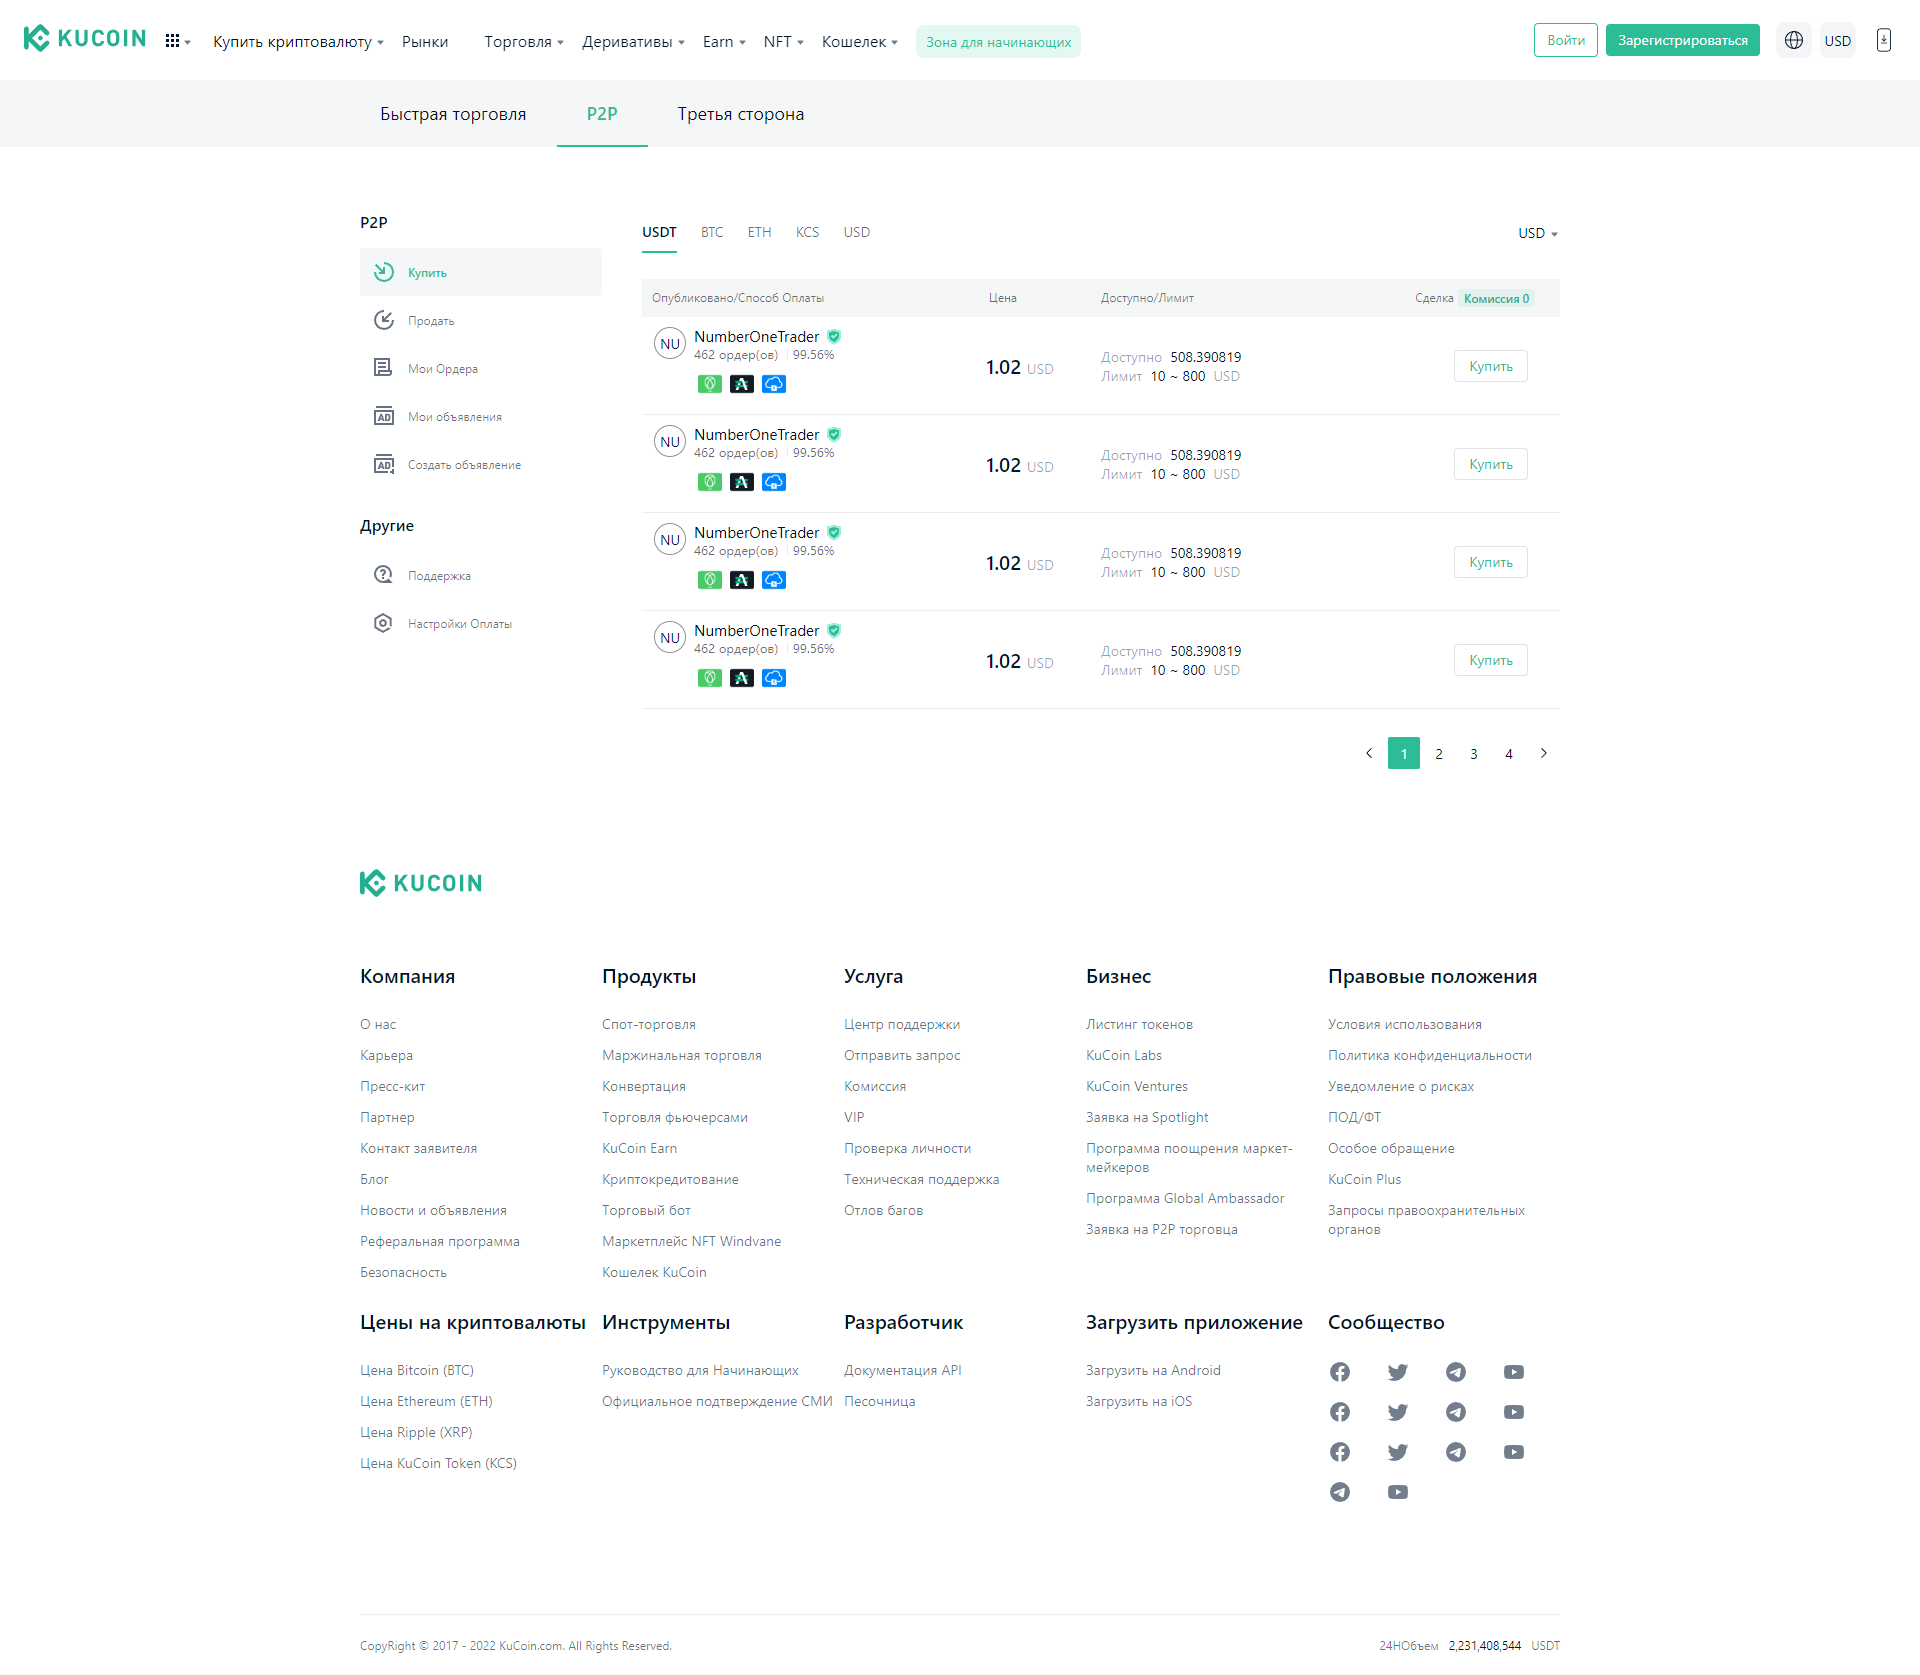 KUCOIN
Купить криптовалюту
Рынки
Торговля
Деривативы
Earn
NFT
Кошелек
Зона для начинающих
Войти
Зарегистрироваться
USD
Быстрая торговля
P2P
Третья сторона
P2P
Купить
Продать
Мои Ордера
AD Мои объявления
AD Создать объявление
Другие
Поддержка
Настройки Оплаты
USDT BTC ETH KCS USD
USD
Опубликовано/Способ Оплаты Цена Доступно/Лимит Сделка Комиссия 0
NU NumberOneTrader
462 ордер(ов) 99.56%
1.02 USD
Доступно 508.390819
Лимит 10 ~ 800 USD
Купить
NU NumberOneTrader
462 ордер(ов) 99.56%
1.02 USD
Доступно 508.390819
Лимит 10 ~ 800 USD
Купить
NU NumberOneTrader
462 ордер(ов) 99.56%
1.02 USD
Доступно 508.390819
Лимит 10 ~ 800 USD
Купить
NU NumberOneTrader
462 ордер(ов) 99.56%
1.02 USD
Доступно 508.390819
Лимит 10 ~ 800 USD
Купить
1 2 3 4
KUCOIN
Компания
О нас
Карьера
Пресс-кит
Партнер
Контакт заявителя
Блог
Новости и объявления
Реферальная программа
Безопасность
Продукты
Спот-торговля
Маржинальная торговля
Конвертация
Торговля фьючерсами
KuCoin Earn
Криптокредитование
Торговый бот
Маркетплейс NFT Windvane
Кошелек KuCoin
Услуга
Центр поддержки
Отправить запрос
Комиссия
VIP
Проверка личности
Техническая поддержка
Отлов багов
Бизнес
Листинг токенов
KuCoin Labs
KuCoin Ventures
Заявка на Spotlight
Программа поощрения маркет-
мейкеров
Программа Global Ambassador
Заявка на P2P торговца
Правовые положения
Условия использования
Политика конфиденциальности
Уведомление о рисках
ПОД/ФТ
Особое обращение
KuCoin Plus
Запросы правоохранительных
органов
Цены на криптовалюты
Цена Bitcoin (BTC)
Цена Ethereum (ETH)
Цена Ripple (XRP)
Цена KuCoin Token (KCS)
Инструменты
Руководство для Начинающих
Официальное подтверждение СМИ
Разработчик
Документация API
Песочница
Загрузить приложение
Загрузить на Android
Загрузить на iOS
Сообщество
CopyRight © 2017 - 2022 KuCoin.com. All Rights Reserved.
24HОбъем 2,231,408,544 USDT